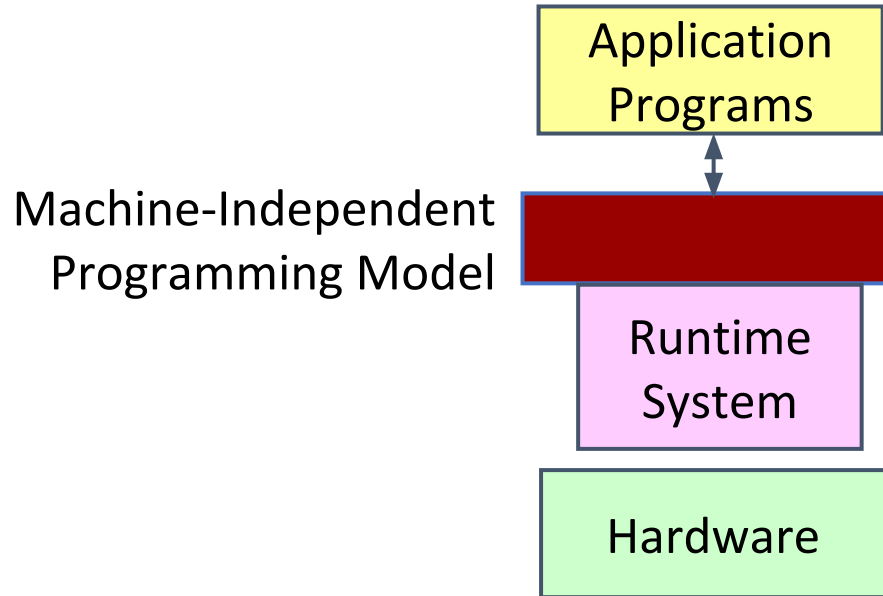 Application
Programs
Machine-Independent
Programming Model
Runtime
System
Hardware